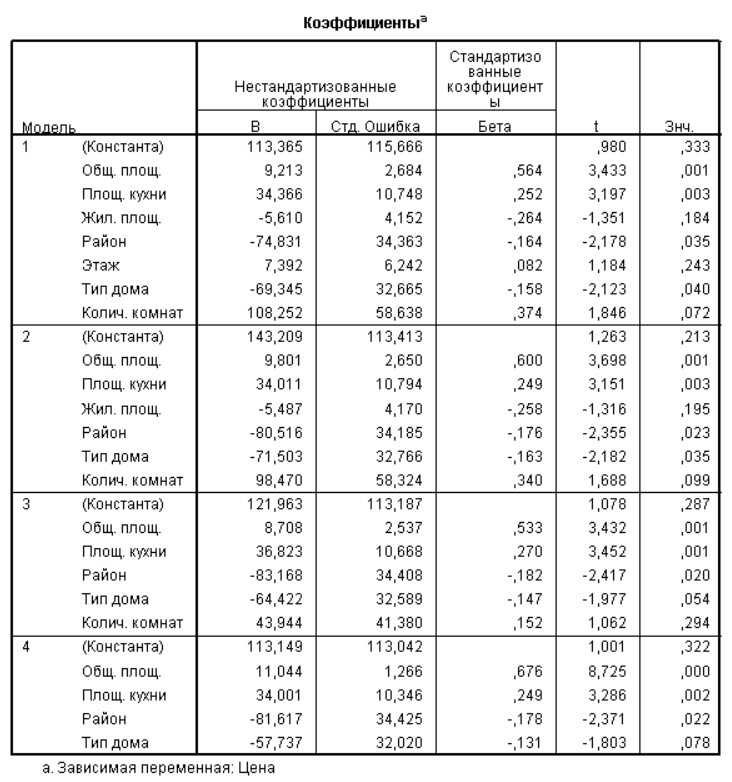 Коэффициентыᵃ
Модель Нестандартизованные коэффициенты Стандартизо ванные коэффициент ы t Знч.
B Стд. Ошибка Бета
1 (Константа) 113,365 115,666 ,980 ,333
Общ. площ. 9,213 2,684 ,564 3,433 ,001
Площ. кухни 34,366 10,748 ,252 3,197 ,003
Жил. площ. -5,610 4,152 -,264 -1,351 ,184
Район -74,831 34,363 -,164 -2,178 ,035
Этаж 7,392 6,242 ,082 1,184 ,243
Тип дома -69,345 32,665 -,158 -2,123 ,040
Колич. комнат 108,252 58,638 ,374 1,846 ,072
2 (Константа) 143,209 113,413 1,263 ,213
Общ. площ. 9,801 2,650 ,600 3,698 ,001
Площ. кухни 34,011 10,794 ,249 3,151 ,003
Жил. площ. -5,487 4,170 -,258 -1,316 ,195
Район -80,516 34,185 -,176 -2,355 ,023
Тип дома -71,503 32,766 -,163 -2,182 ,035
Колич. комнат 98,470 58,324 ,340 1,688 ,099
3 (Константа) 121,963 113,187 1,078 ,287
Общ. площ. 8,708 2,537 ,533 3,432 ,001
Площ. кухни 36,823 10,668 ,270 3,452 ,001
Район -83,168 34,408 -,182 -2,417 ,020
Тип дома -64,422 32,589 -,147 -1,977 ,054
Колич. комнат 43,944 41,380 ,152 1,062 ,294
4 (Константа) 113,149 113,042 1,001 ,322
Общ. площ. 11,044 1,266 ,676 8,725 ,000
Площ. кухни 34,001 10,346 ,249 3,286 ,002
Район -81,617 34,425 -,178 -2,371 ,022
Тип дома -57,737 32,020 -,131 -1,803 ,078
a. Зависимая переменная: Цена